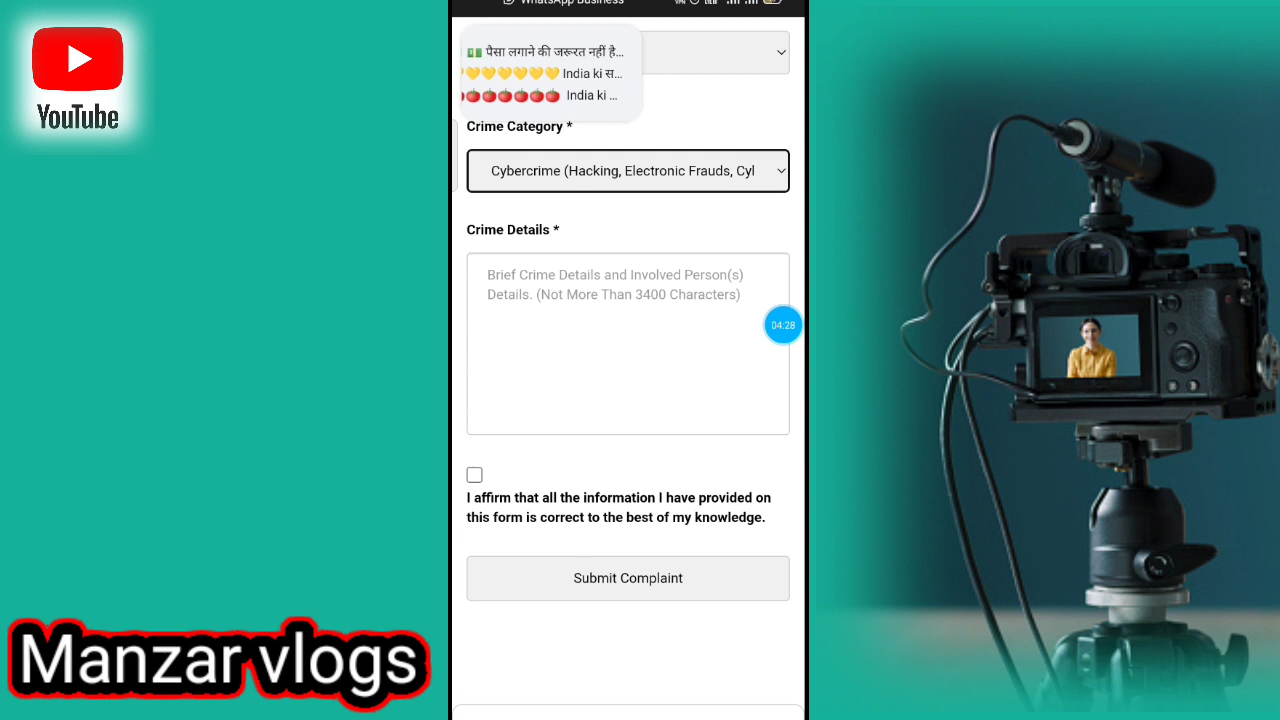 YouTube
WhatsApp Business
💵 पैसा लगाने की जरूरत नहीं है...
💛💛💛💛💛💛 India ki स...
🍅🍅🍅🍅🍅🍅 India ki ...
Crime Category *
Cybercrime (Hacking, Electronic Frauds, Cyl
Crime Details *
Brief Crime Details and Involved Person(s)
Details. (Not More Than 3400 Characters)
04:28
I affirm that all the information I have provided on
this form is correct to the best of my knowledge.
Submit Complaint
Manzar vlogs